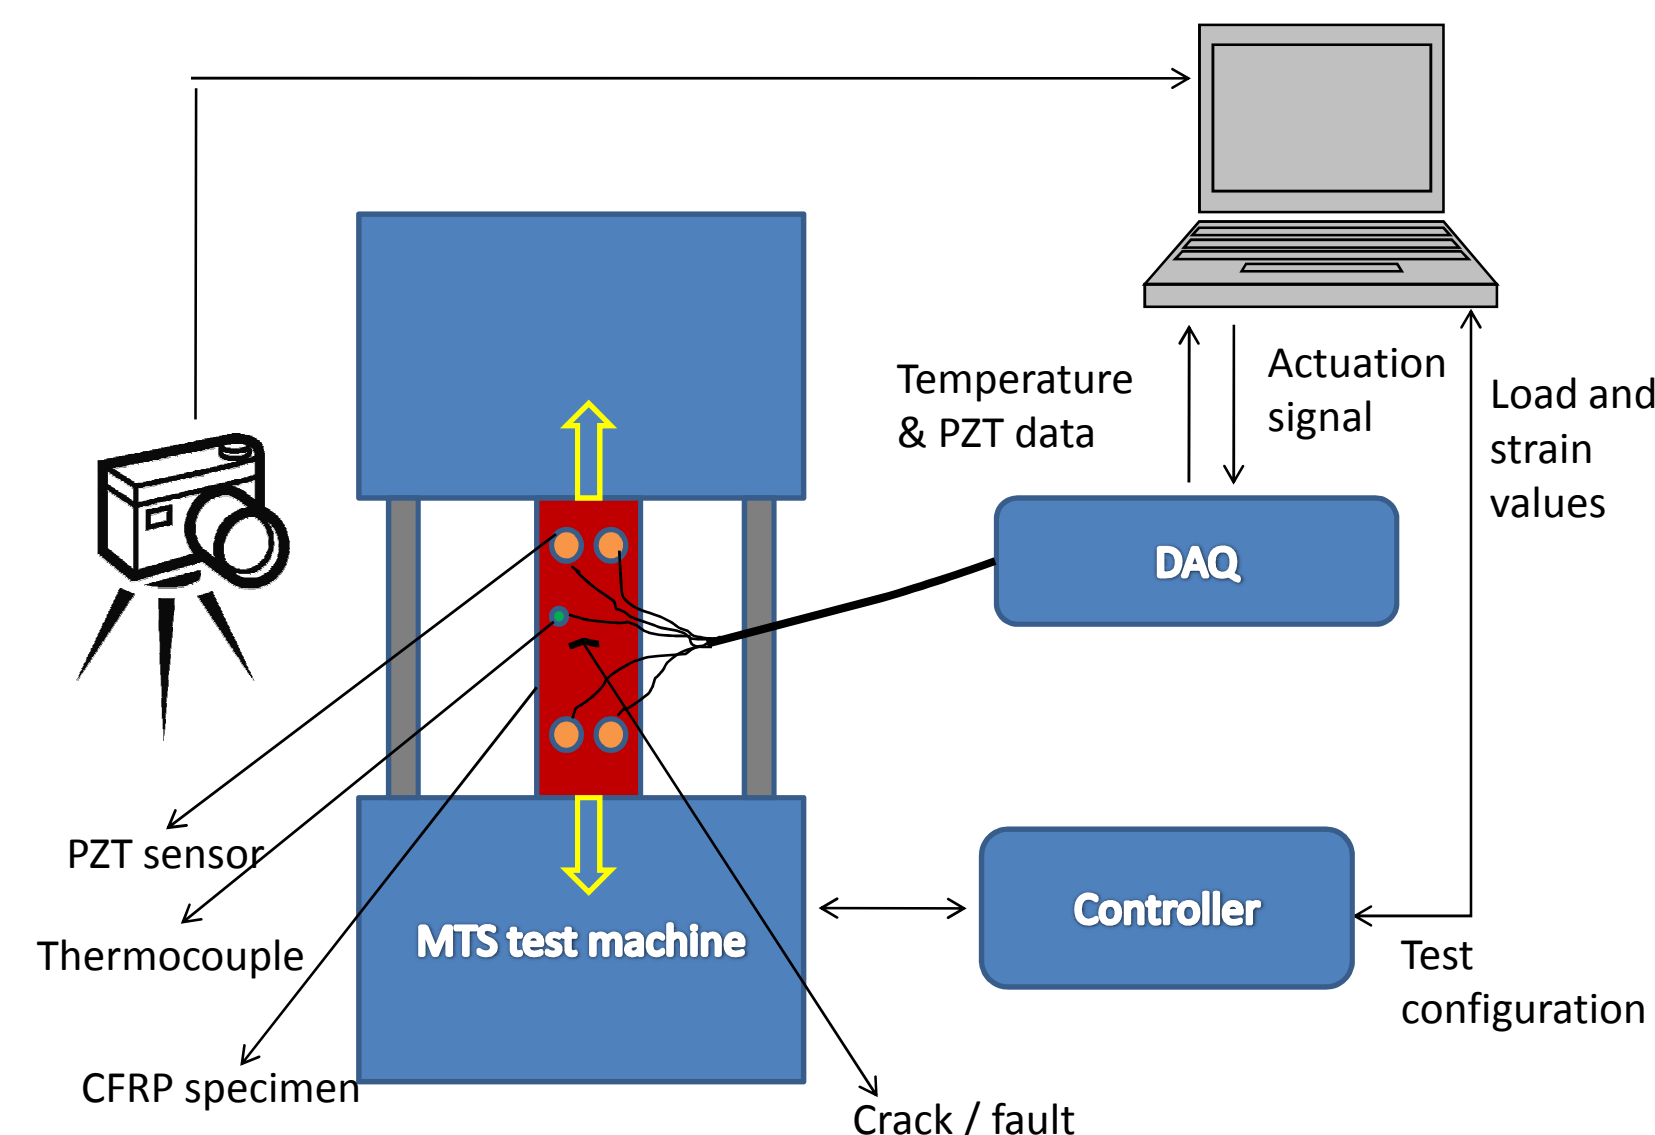 Temperature
& PZT data
Actuation
signal
Load and
strain
values
DAQ
PZT sensor
Thermocouple
CFRP specimen
MTS test machine
Controller
Test
configuration
Crack / fault